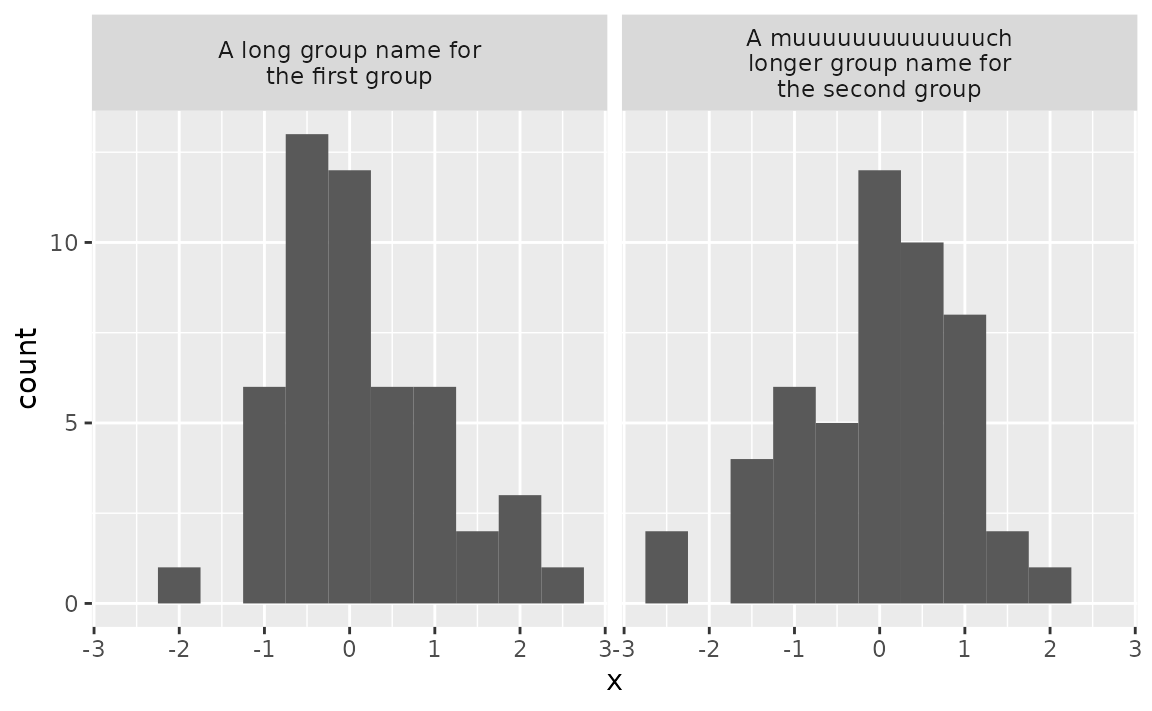 A long group name for
the first group
A muuuuuuuuuuuuuch
longer group name for
the second group
10
5
0
count
-3 -2 -1 0 1 2 3
-3 -2 -1 0 1 2 3
x